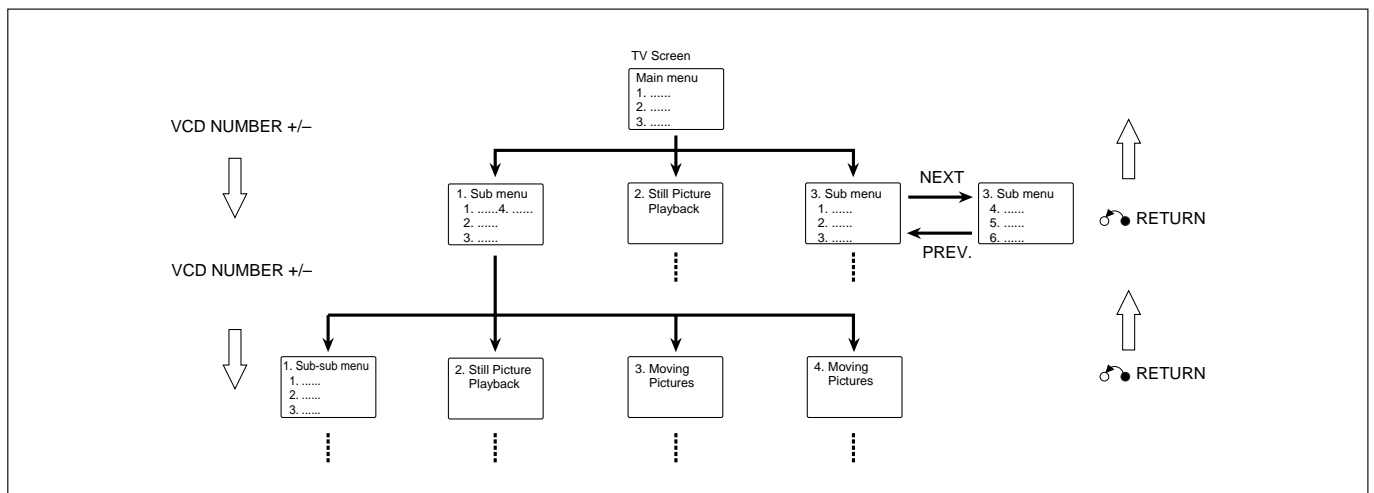 TV Screen
Main menu
1. ......
2. ......
3. ......
VCD NUMBER +/–
1. Sub menu
1. ......4. ......
2. ......
3. ......
2. Still Picture
Playback
3. Sub menu
1. ......
2. ......
3. ......
NEXT
PREV.
3. Sub menu
4. ......
5. ......
6. ......
RETURN
VCD NUMBER +/–
1. Sub-sub menu
1. ......
2. ......
3. ......
2. Still Picture
Playback
3. Moving
Pictures
4. Moving
Pictures
RETURN